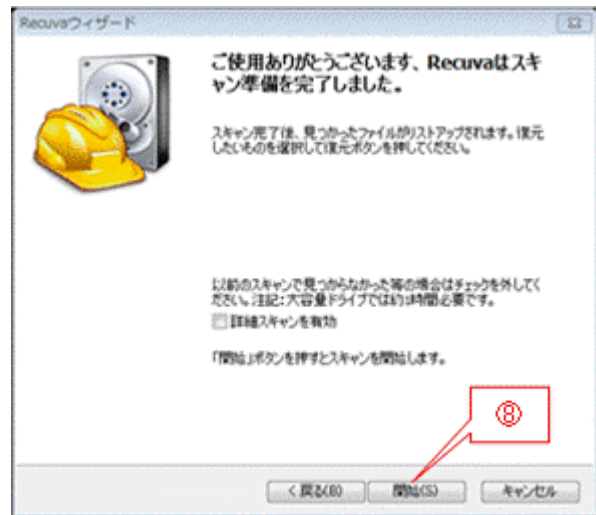 Recuvaウィザード
ご使用ありがとうございます、Recuvaはスキ
ャン準備を完了しました。
スキャン完了後、見つかったファイルがリストアップされます。復元
したいものを選択して復元ボタンを押してください。
以前のスキャンで見つからなかった等の場合はチェックを外してく
ださい。注記:大容量ドライブでは約1時間必要です。
詳細スキャンを有効
「開始」ボタンを押すとスキャンを開始します。
⑧
< 戻る(B) 開始(S) キャンセル